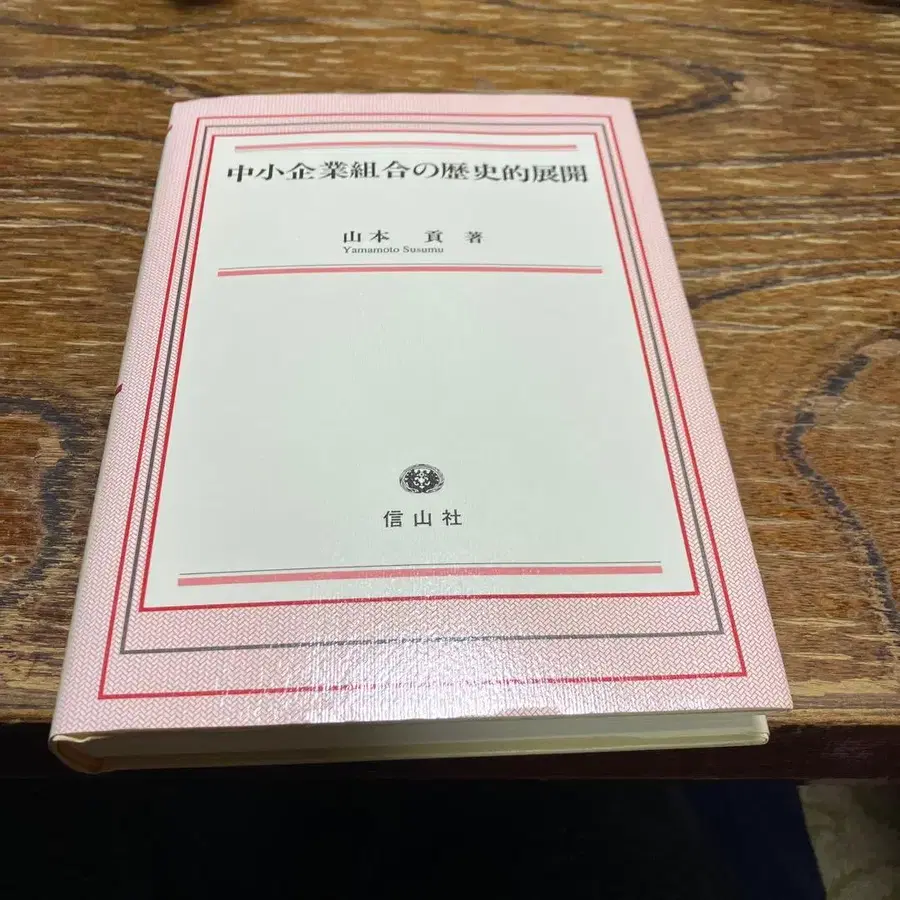 中小企業組合の歴史的展開
山本 貢 著
Yamamoto Susumu
信山社